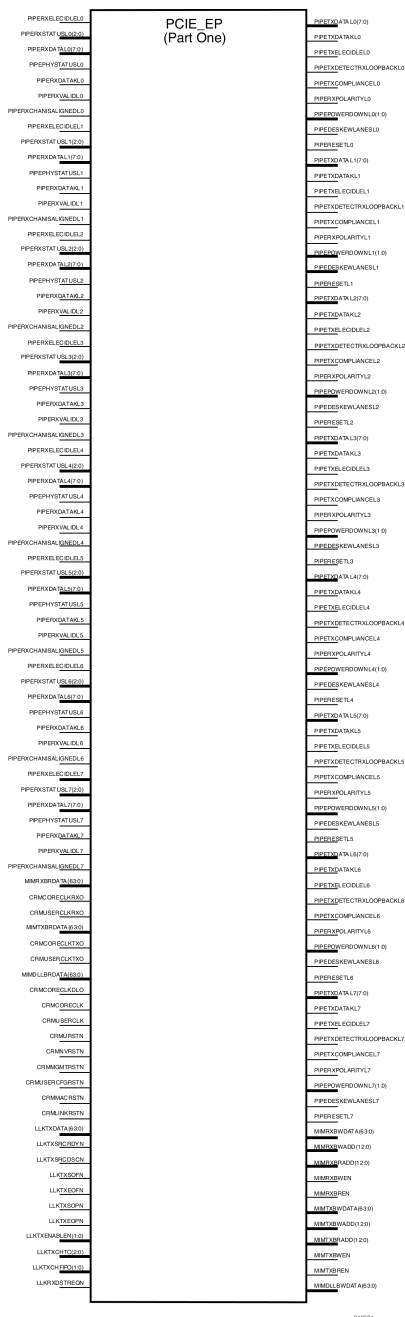 PCIE_EP
(Part One)
PIPERXELECIDLEL0
PIPERXSTATUSL0(2:0)
PIPERXDATAL0(7:0)
PIPEPHYSTATUSL0
PIPERXDATAKL0
PIPERXVALIDL0
PIPERXCHANISALIGNEDL0
PIPERXELECIDLEL1
PIPERXSTATUSL1(2:0)
PIPERXDATAL1(7:0)
PIPEPHYSTATUSL1
PIPERXDATAKL1
PIPERXVALIDL1
PIPERXCHANISALIGNEDL1
PIPERXELECIDLEL2
PIPERXSTATUSL2(2:0)
PIPERXDATAL2(7:0)
PIPEPHYSTATUSL2
PIPERXDATAKL2
PIPERXVALIDL2
PIPERXCHANISALIGNEDL2
PIPERXELECIDLEL3
PIPERXSTATUSL3(2:0)
PIPERXDATAL3(7:0)
PIPEPHYSTATUSL3
PIPERXDATAKL3
PIPERXVALIDL3
PIPERXCHANISALIGNEDL3
PIPERXELECIDLEL4
PIPERXSTATUSL4(2:0)
PIPERXDATAL4(7:0)
PIPEPHYSTATUSL4
PIPERXDATAKL4
PIPERXVALIDL4
PIPERXCHANISALIGNEDL4
PIPERXELECIDLEL5
PIPERXSTATUSL5(2:0)
PIPERXDATAL5(7:0)
PIPEPHYSTATUSL5
PIPERXDATAKL5
PIPERXVALIDL5
PIPERXCHANISALIGNEDL5
PIPERXELECIDLEL6
PIPERXSTATUSL6(2:0)
PIPERXDATAL6(7:0)
PIPEPHYSTATUSL6
PIPERXDATAKL6
PIPERXVALIDL6
PIPERXCHANISALIGNEDL6
PIPERXELECIDLEL7
PIPERXSTATUSL7(2:0)
PIPERXDATAL7(7:0)
PIPEPHYSTATUSL7
PIPERXDATAKL7
PIPERXVALIDL7
PIPERXCHANISALIGNEDL7
MIMRXBRDATA(63:0)
CRMCORECLKRXO
CRMUSERCLKRXO
MIMTXBRDATA(63:0)
CRMCORECLKTXO
CRMUSERCLKTXO
MIMDLLBRDATA(63:0)
CRMCORECLKDLO
CRMCORECLK
CRMUSERCLK
CRMURSTN
CRMNVRSTN
CRMMGMTRSTN
CRMUSERCFGRSTN
CRMMACRSTN
CRMLINKRSTN
LLKTXDATA(63:0)
LLKTXSRCRDYN
LLKTXSRCDSCN
LLKTXSOFN
LLKTXEOFN
LLKTXSOPN
LLKTXEOPN
LLKTXENABLEN(1:0)
LLKTXCHTC(2:0)
LLKTXCHFIFO(1:0)
LLKRXDSTREQN
PIPETXDATAL0(7:0)
PIPETXDATAKL0
PIPETXELECIDLEL0
PIPETXDETECTRXLOOPBACKL0
PIPETXCOMPLIANCEL0
PIPERXPOLARITYL0
PIPEPOWERDOWNL0(1:0)
PIPEDESKEWLANESL0
PIPERESETL0
PIPETXDATAL1(7:0)
PIPETXDATAKL1
PIPETXELECIDLEL1
PIPETXDETECTRXLOOPBACKL1
PIPETXCOMPLIANCEL1
PIPERXPOLARITYL1
PIPEPOWERDOWNL1(1:0)
PIPEDESKEWLANESL1
PIPERESETL1
PIPETXDATAL2(7:0)
PIPETXDATAKL2
PIPETXELECIDLEL2
PIPETXDETECTRXLOOPBACKL2
PIPETXCOMPLIANCEL2
PIPERXPOLARITYL2
PIPEPOWERDOWNL2(1:0)
PIPEDESKEWLANESL2
PIPERESETL2
PIPETXDATAL3(7:0)
PIPETXDATAKL3
PIPETXELECIDLEL3
PIPETXDETECTRXLOOPBACKL3
PIPETXCOMPLIANCEL3
PIPERXPOLARITYL3
PIPEPOWERDOWNL3(1:0)
PIPEDESKEWLANESL3
PIPERESETL3
PIPETXDATAL4(7:0)
PIPETXDATAKL4
PIPETXELECIDLEL4
PIPETXDETECTRXLOOPBACKL4
PIPETXCOMPLIANCEL4
PIPERXPOLARITYL4
PIPEPOWERDOWNL4(1:0)
PIPEDESKEWLANESL4
PIPERESETL4
PIPETXDATAL5(7:0)
PIPETXDATAKL5
PIPETXELECIDLEL5
PIPETXDETECTRXLOOPBACKL5
PIPETXCOMPLIANCEL5
PIPERXPOLARITYL5
PIPEPOWERDOWNL5(1:0)
PIPEDESKEWLANESL5
PIPERESETL5
PIPETXDATAL6(7:0)
PIPETXDATAKL6
PIPETXELECIDLEL6
PIPETXDETECTRXLOOPBACKL6
PIPETXCOMPLIANCEL6
PIPERXPOLARITYL6
PIPEPOWERDOWNL6(1:0)
PIPEDESKEWLANESL6
PIPERESETL6
PIPETXDATAL7(7:0)
PIPETXDATAKL7
PIPETXELECIDLEL7
PIPETXDETECTRXLOOPBACKL7
PIPETXCOMPLIANCEL7
PIPERXPOLARITYL7
PIPEPOWERDOWNL7(1:0)
PIPEDESKEWLANESL7
PIPERESETL7
MIMRXBWDATA(63:0)
MIMRXBWADD(12:0)
MIMRXBRADD(12:0)
MIMRXBWEN
MIMRXBREN
MIMTXBWDATA(63:0)
MIMTXBWADD(12:0)
MIMTXBRADD(12:0)
MIMTXBWEN
MIMTXBREN
MIMDLLBWDATA(63:0)